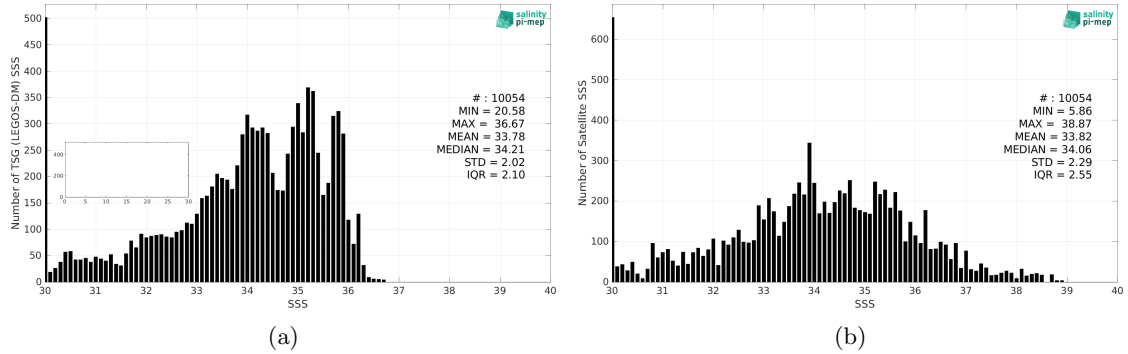 500
450
400
350
300
250
200
150
100
50
0
Number of TSG (LEGOS-DM) SSS
400
200
0
0 5 10 15 20 25 30
salinity
pi-mep
# : 10054
MIN = 20.58
MAX = 36.67
MEAN = 33.78
MEDIAN = 34.21
STD = 2.02
IQR = 2.10
30 31 32 33 34 35 36 37 38 39 40
SSS
(a)
600
500
400
300
200
100
0
Number of Satellite SSS
salinity
pi-mep
# : 10054
MIN = 5.86
MAX = 38.87
MEAN = 33.82
MEDIAN = 34.06
STD = 2.29
IQR = 2.55
30 31 32 33 34 35 36 37 38 39 40
SSS
(b)